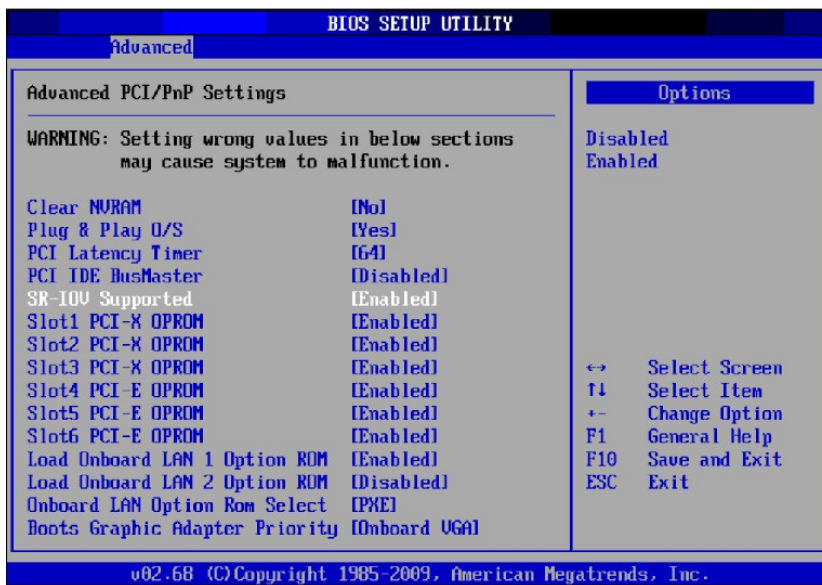 BIOS SETUP UTILITY
Advanced
Advanced PCI/PnP Settings
WARNING: Setting wrong values in below sections
may cause system to malfunction.
Clear NVRAM [No]
Plug & Play O/S [Yes]
PCI Latency Timer [64]
PCI IDE BusMaster [Disabled]
SR-IOV Supported [Enabled]
Slot1 PCI-X OPROM [Enabled]
Slot2 PCI-X OPROM [Enabled]
Slot3 PCI-X OPROM [Enabled]
Slot4 PCI-E OPROM [Enabled]
Slot5 PCI-E OPROM [Enabled]
Slot6 PCI-E OPROM [Enabled]
Load Onboard LAN 1 Option ROM [Enabled]
Load Onboard LAN 2 Option ROM [Disabled]
Onboard LAN Option Rom Select [PXE]
Boots Graphic Adapter Priority [Onboard VGA]
Options
Disabled
Enabled
↔ Select Screen
↑↓ Select Item
+- Change Option
F1 General Help
F10 Save and Exit
ESC Exit
v02.68 (C)Copyright 1985-2009, American Megatrends, Inc.